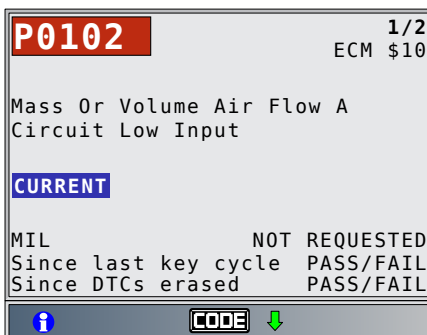 P0102 1/2
ECM $10
Mass Or Volume Air Flow A
Circuit Low Input
CURRENT
MIL NOT REQUESTED
Since last key cycle PASS/FAIL
Since DTCs erased PASS/FAIL
i CODE